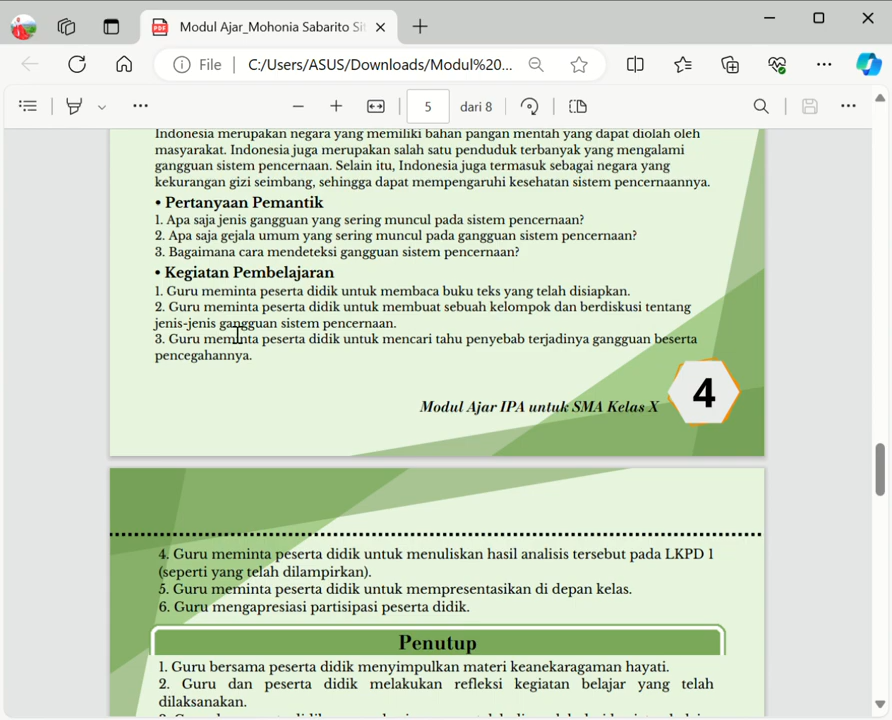 Modul Ajar_Mohonia Sabarito Si
File
C:/Users/ASUS/Downloads/Modul%20...
5 dari 8
Indonesia merupakan negara yang memiliki bahan pangan mentah yang dapat diolah oleh
masyarakat. Indonesia juga merupakan salah satu penduduk terbanyak yang mengalami
gangguan sistem pencernaan. Selain itu, Indonesia juga termasuk sebagai negara yang
kekurangan gizi seimbang, sehingga dapat mempengaruhi kesehatan sistem pencernaannya.
• Pertanyaan Pemantik
1. Apa saja jenis gangguan yang sering muncul pada sistem pencernaan?
2. Apa saja gejala umum yang sering muncul pada gangguan sistem pencernaan?
3. Bagaimana cara mendeteksi gangguan sistem pencernaan?
• Kegiatan Pembelajaran
1. Guru meminta peserta didik untuk membaca buku teks yang telah disiapkan.
2. Guru meminta peserta didik untuk membuat sebuah kelompok dan berdiskusi tentang
jenis-jenis gangguan sistem pencernaan.
3. Guru meminta peserta didik untuk mencari tahu penyebab terjadinya gangguan beserta
pencegahannya.
4
Modul Ajar IPA untuk SMA Kelas X
4. Guru meminta peserta didik untuk menuliskan hasil analisis tersebut pada LKPD 1
(seperti yang telah dilampirkan).
5. Guru meminta peserta didik untuk mempresentasikan di depan kelas.
6. Guru mengapresiasi partisipasi peserta didik.
Penutup
1. Guru bersama peserta didik menyimpulkan materi keanekaragaman hayati.
2. Guru dan peserta didik melakukan refleksi kegiatan belajar yang telah
dilaksanakan.